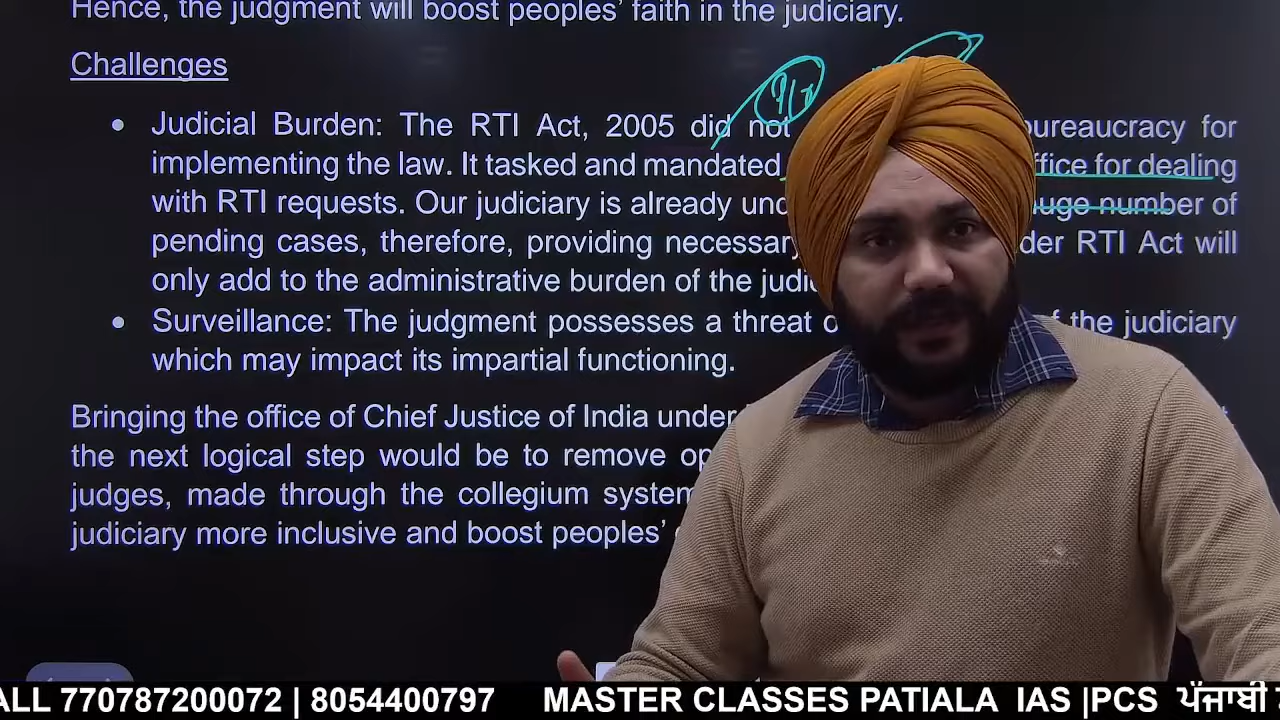 Hence, the judgment will boost peoples’ faith in the judiciary.
Challenges
• Judicial Burden: The RTI Act, 2005 did not bureaucracy for
implementing the law. It tasked and mandated office for dealing
with RTI requests. Our judiciary is already huge number of
pending cases, therefore, providing RTI Act will
only add to the administrative burden of the
• Surveillance: The judgment possesses a threat the judiciary
which may impact its impartial functioning.
Bringing the office of Chief Justice of India under
the next logical step would be to remove
judges, made through the collegium system
judiciary more inclusive and boost peoples’
ALL 770787200072 | 8054400797 MASTER CLASSES PATIALA IAS |PCS ਪੰਜਾਬੀ